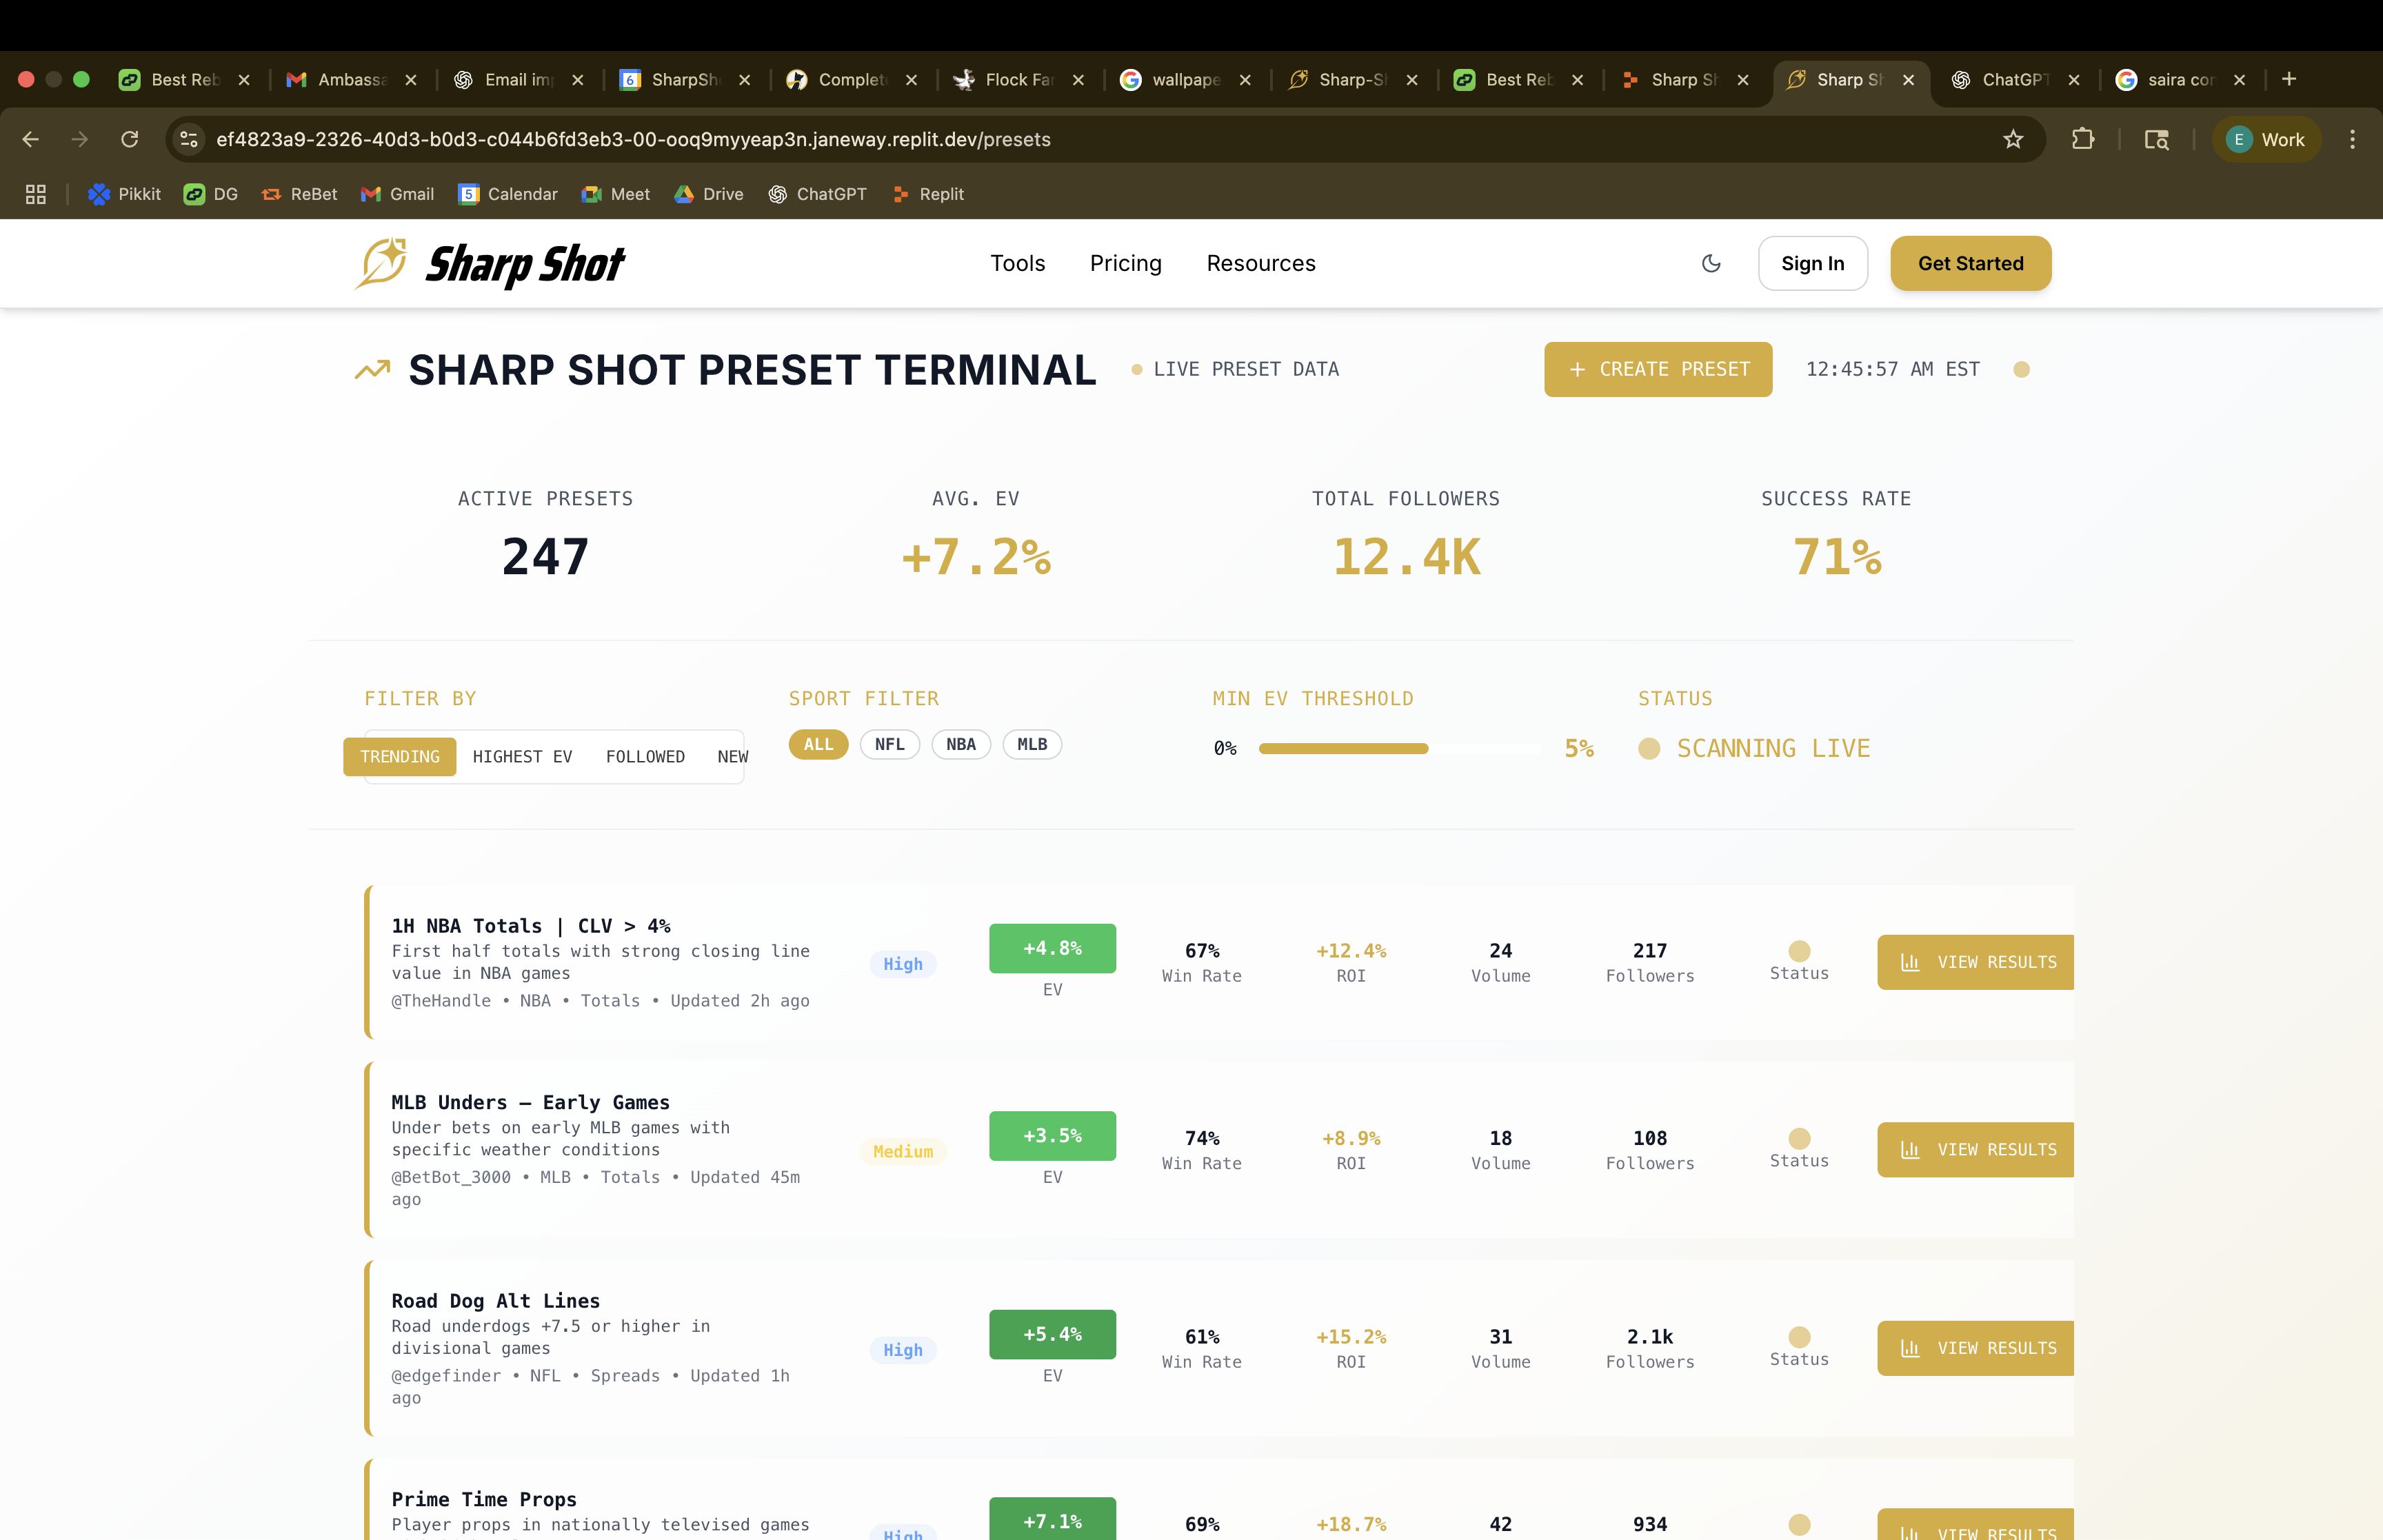 Best Reb
Ambassa
Email im
6
SharpSh
Complet
Flock Fa
wallpape
Sharp-S
Best Reb
Sharp S
Sharp S
ChatGPT
saira co
ef4823a9-2326-40d3-b0d3-c044b6fd3eb3-00-ooq9myyeap3n.janeway.replit.dev/presets
E
Work
Pikkit
DG
ReBet
Gmail
5
Calendar
Meet
Drive
ChatGPT
Replit
Sharp Shot
Tools
Pricing
Resources
Sign In
Get Started
SHARP SHOT PRESET TERMINAL
LIVE PRESET DATA
+ CREATE PRESET
12:45:57 AM EST
ACTIVE PRESETS
247
AVG. EV
+7.2%
TOTAL FOLLOWERS
12.4K
SUCCESS RATE
71%
FILTER BY
TRENDING
HIGHEST EV
FOLLOWED
NEW
SPORT FILTER
ALL
NFL
NBA
MLB
MIN EV THRESHOLD
0%
5%
STATUS
SCANNING LIVE
1H NBA Totals | CLV > 4%
First half totals with strong closing line
value in NBA games
@TheHandle • NBA • Totals • Updated 2h ago
High
+4.8%
EV
67%
Win Rate
+12.4%
ROI
24
Volume
217
Followers
Status
VIEW RESULTS
MLB Unders – Early Games
Under bets on early MLB games with
specific weather conditions
@BetBot_3000 • MLB • Totals • Updated 45m
ago
Medium
+3.5%
EV
74%
Win Rate
+8.9%
ROI
18
Volume
108
Followers
Status
VIEW RESULTS
Road Dog Alt Lines
Road underdogs +7.5 or higher in
divisional games
@edgefinder • NFL • Spreads • Updated 1h
ago
High
+5.4%
EV
61%
Win Rate
+15.2%
ROI
31
Volume
2.1k
Followers
Status
VIEW RESULTS
Prime Time Props
Player props in nationally televised games
High
+7.1%
69%
+18.7%
42
934
VIEW RESULTS